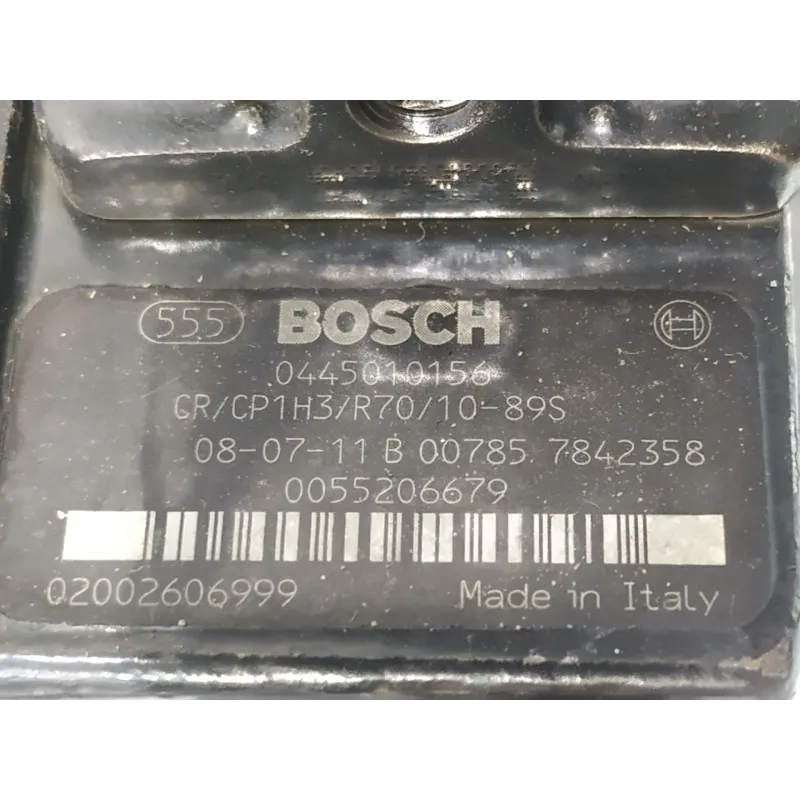 555 BOSCH
0445010156
CR/CP1H3/R70/10-89S
08-07-11 B 00785 7842358
0055206679
02002606999 Made in Italy